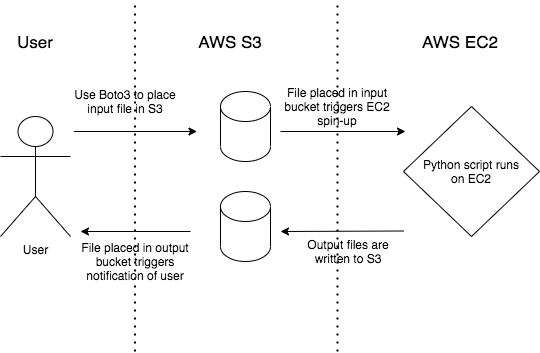 User
AWS S3
AWS EC2
Use Boto3 to place
input file in S3
File placed in input
bucket triggers EC2
spin-up
Python script runs
on EC2
User
File placed in output
bucket triggers
notification of user
Output files are
written to S3